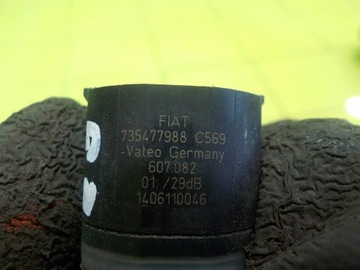 FIAT
735477988 C569
-Valeo Germany
607.082
01./29dB
1406110046